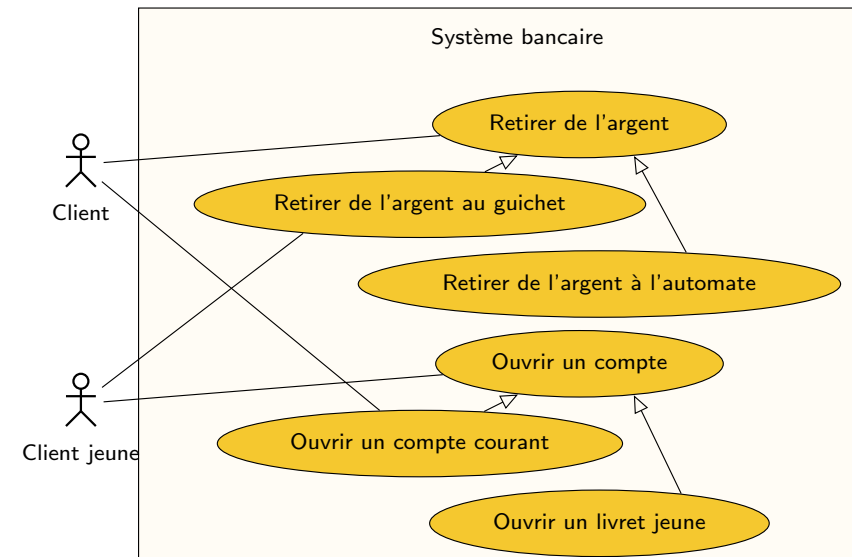 Système bancaire
Retirer de l'argent
Client
Retirer de l'argent au guichet
Retirer de l'argent à l'automate
Ouvrir un compte
Client jeune
Ouvrir un compte courant
Ouvrir un livret jeune